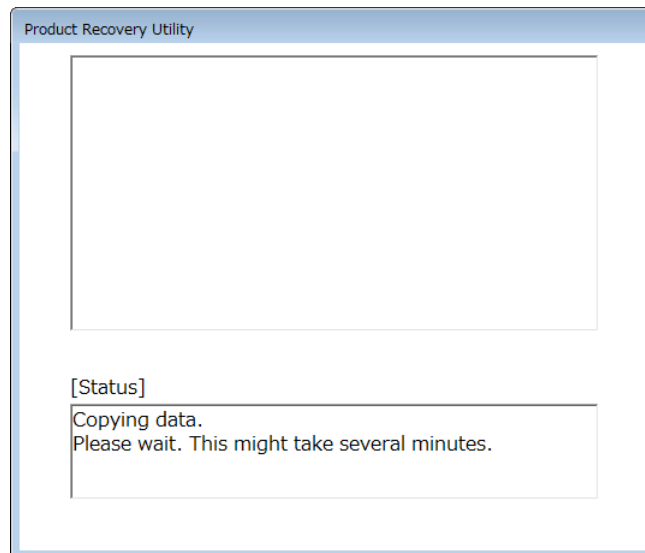 Product Recovery Utility
[Status]
Copying data.
Please wait. This might take several minutes.